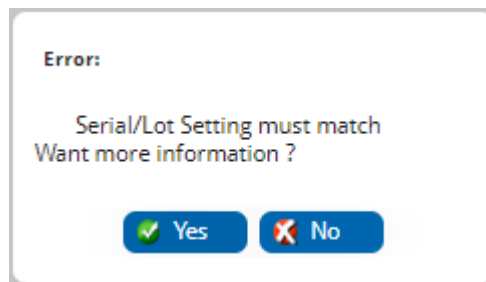 Error:
Serial/Lot Setting must match
Want more information ?
Yes No